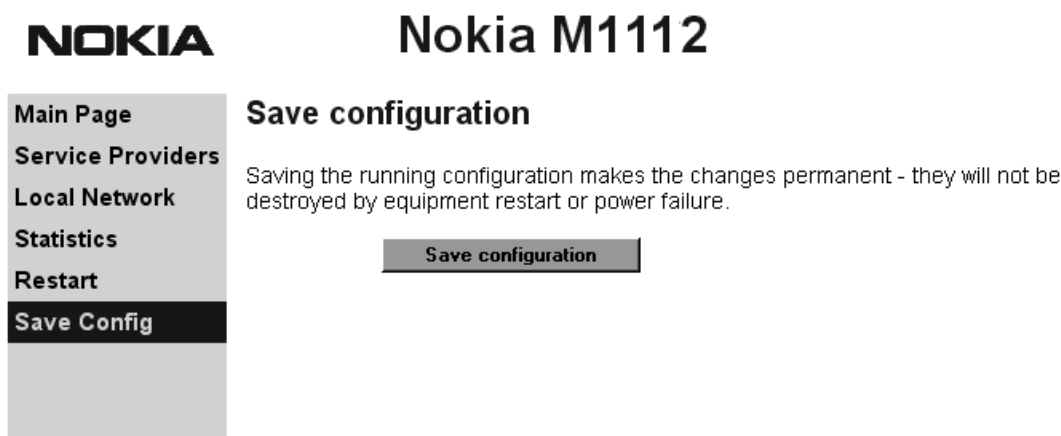 NOKIA
Nokia M1112
Main Page
Service Providers
Local Network
Statistics
Restart
Save Config
Save configuration
Saving the running configuration makes the changes permanent - they will not be
destroyed by equipment restart or power failure.
Save configuration